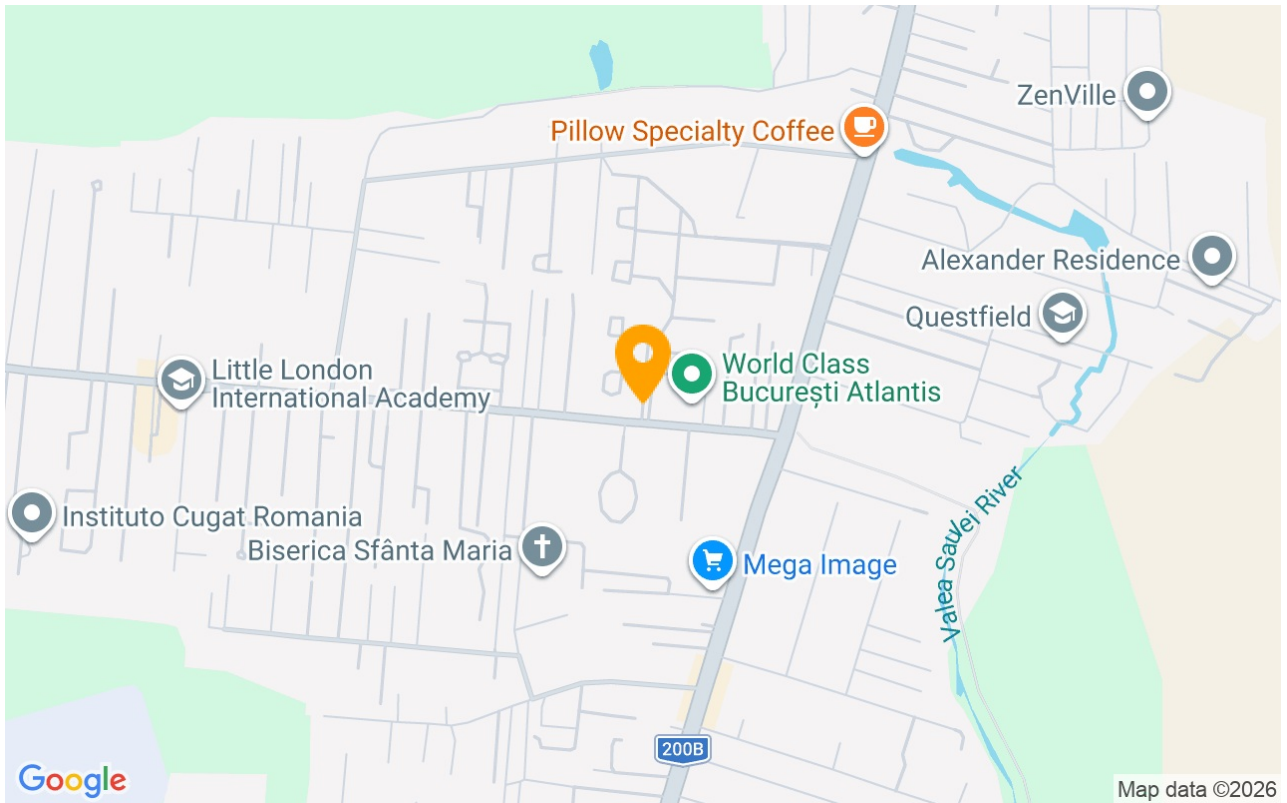 ZenVille
Pillow Specialty Coffee
Alexander Residence
Questfield
World Class
București Atlantis
Little London
International Academy
Instituto Cugat Romania
Biserica Sfânta Maria
Mega Image
Valea Saulei River
200B
Google
Map data ©2026